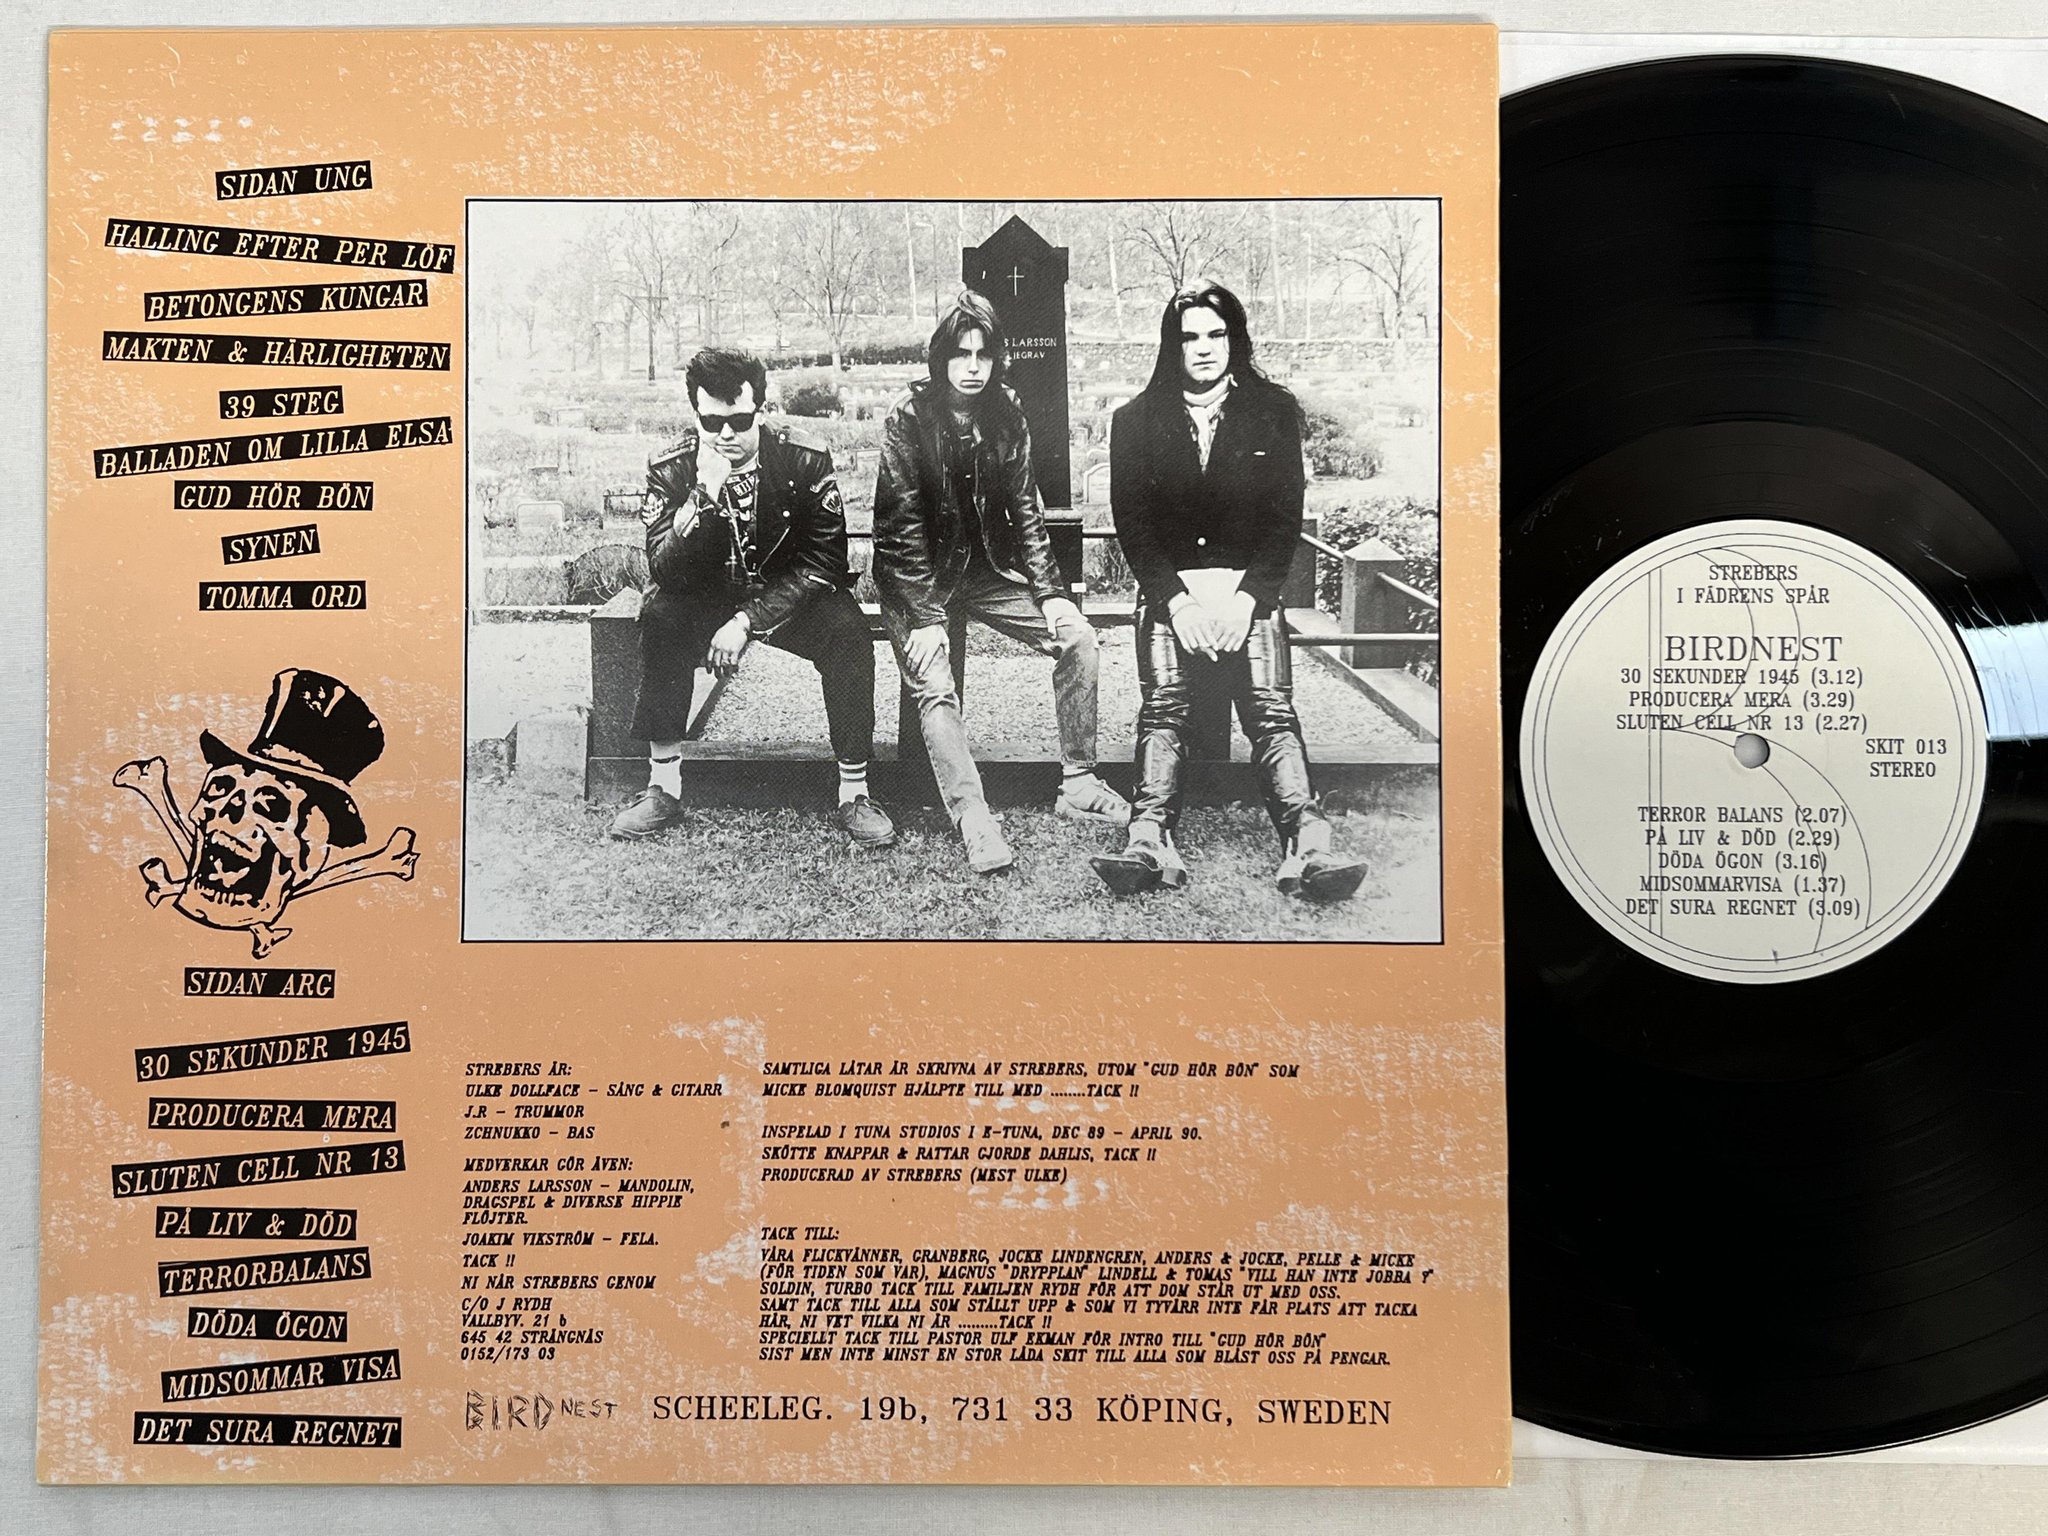 SIDAN UNG
HALLING EFTER PER LÖF
BETONGENS KUNGAR
MAKTEN & HÄRLIGHETEN
39 STEG
BALLADEN OM LILLA ELSA
GUD HÖR BÖN
SYNEN
TOMMA ORD
SIDAN ARG
30 SEKUNDER 1945
PRODUCERA MERA
SLUTEN CELL NR 13
PÅ LIV & DÖD
TERRORBALANS
DÖDA ÖGON
MIDSOMMAR VISA
DET SURA REGNET
S LARSSON
STREBERS ÄR:
ULKE DOLLFACE - SÅNG & GITARR
J.R - TRUMMOR
ZCHNUKKO - BAS
MEDVERKAR GÖR ÄVEN:
ANDERS LARSSON - MANDOLIN,
DRAGSPEL & DIVERSE HIPPIE
FLÖJTER.
JOAKIM VIKSTRÖM - FELA.
TACK !!
NI NÅR STREBERS GENOM
C/O J RYDH
VALLBYV. 21 b
645 42 STRÄNGNÄS
0152/173 03
SAMTLIGA LÅTAR ÄR SKRIVNA AV STREBERS, UTOM "GUD HÖR BÖN" SOM
MICKE BLOMQUIST HJÄLPTE TILL MED ........TACK !!
INSPELAD I TUNA STUDIOS I E-TUNA, DEC 89 - APRIL 90.
SKÖTTE KNAPPAR & RATTAR GJORDE DAHLIS, TACK !!
PRODUCERAD AV STREBERS (MEST ULKE)
TACK TILL:
VÅRA FLICKVÄNNER, GRANBERG, JOCKE LINDENGREN, ANDERS & JOCKE, PELLE & MICKE
(FÖR TIDEN SOM VAR), MAGNUS "DRYPPLAN" LINDELL & TOMAS "VILL HAN INTE JOBBA ?"
SOLDIN, TURBO TACK TILL FAMILJEN RYDH FÖR ATT DOM STÅR UT MED OSS.
SAMT TACK TILL ALLA SOM STÄLLT UPP & SOM VI TYVÄRR INTE FÅR PLATS ATT TACKA
HÄR, NI VET VILKA NI ÄR .........TACK !!
SPECIELLT TACK TILL PASTOR ULF EKMAN FÖR INTRO TILL "GUD HÖR BÖN"
SIST MEN INTE MINST EN STOR LÅDA SKIT TILL ALLA SOM BLÅST OSS PÅ PENGAR.
BIRDNEST SCHEELEG. 19b, 731 33 KÖPING, SWEDEN
STREBERS
I FÄDRENS SPÅR
BIRDNEST
30 SEKUNDER 1945 (3.12)
PRODUCERA MERA (3.29)
SLUTEN CELL NR 13 (2.27)
SKIT 013
STEREO
TERROR BALANS (2.07)
PÅ LIV & DÖD (2.29)
DÖDA ÖGON (3.16)
MIDSOMMARVISA (1.37)
DET SURA REGNET (3.09)